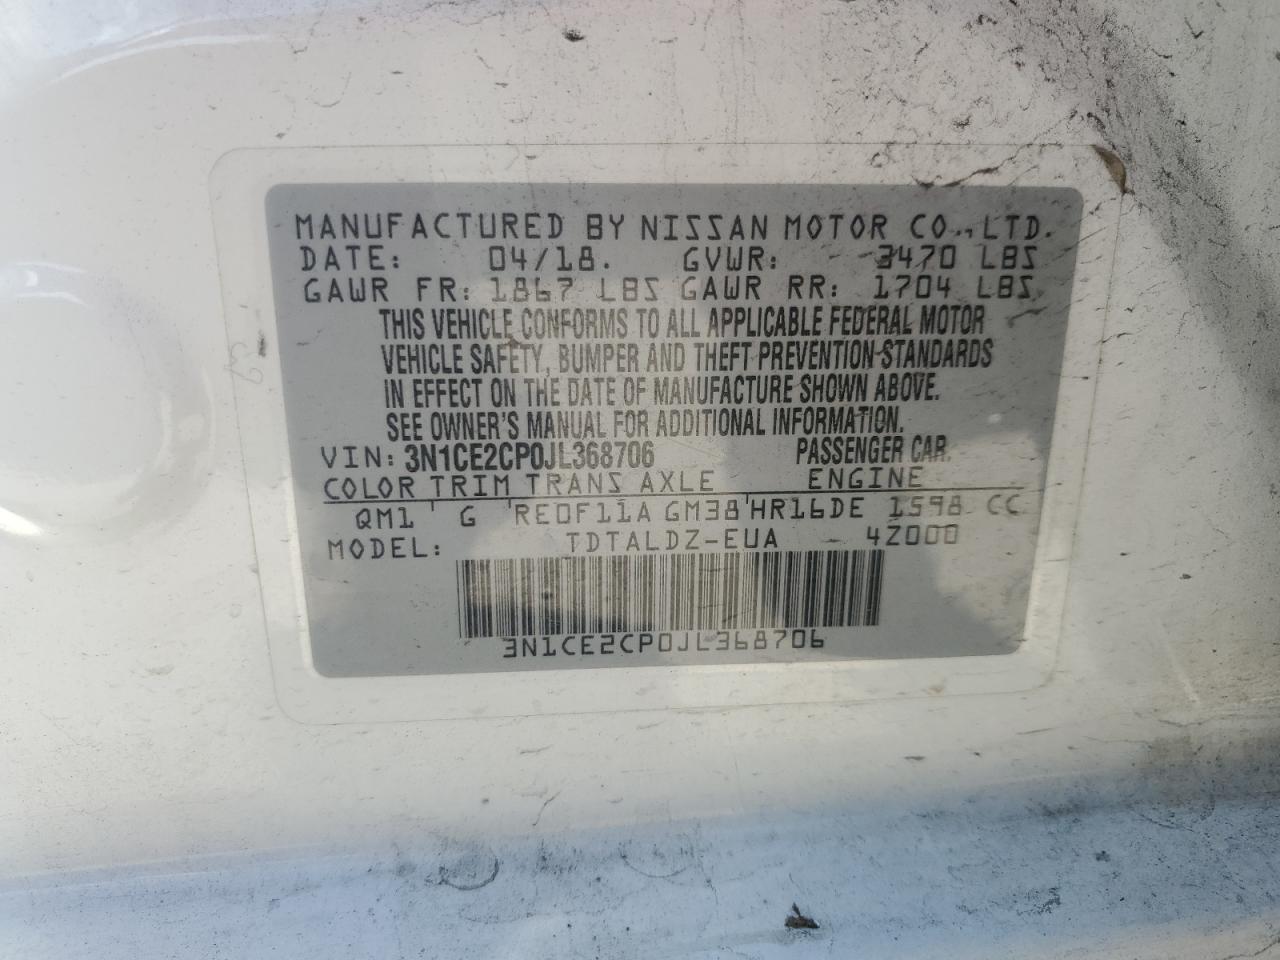 MANUFACTURED BY NISSAN MOTOR CO., LTD.
DATE: 04/18. GVWR: 3470 LBS
GAWR FR: 1867 LBS GAWR RR: 1704 LBS
THIS VEHICLE CONFORMS TO ALL APPLICABLE FEDERAL MOTOR
VEHICLE SAFETY, BUMPER AND THEFT PREVENTION STANDARDS
IN EFFECT ON THE DATE OF MANUFACTURE SHOWN ABOVE.
SEE OWNER'S MANUAL FOR ADDITIONAL INFORMATION.
VIN: 3N1CE2CP0JL368706 PASSENGER CAR.
COLOR TRIM TRANS AXLE ENGINE
QM1 ' G ' RE0F11A GM38 ' HR16DE 1598 CC
MODEL: TDTALDZ-EUA - 4Z000
3N1CE2CP0JL368706